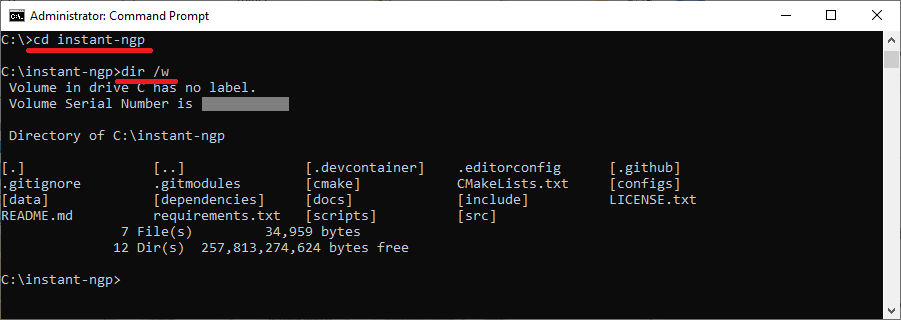 Administrator: Command Prompt
C:\>cd instant-ngp
C:\instant-ngp>dir /w
Volume in drive C has no label.
Volume Serial Number is
Directory of C:\instant-ngp
[.] [..] [.devcontainer] .editorconfig [.github]
.gitignore .gitmodules [cmake] CMakeLists.txt [configs]
[data] [dependencies] [docs] [include] LICENSE.txt
README.md requirements.txt [scripts] [src]
7 File(s) 34,959 bytes
12 Dir(s) 257,813,274,624 bytes free
C:\instant-ngp>